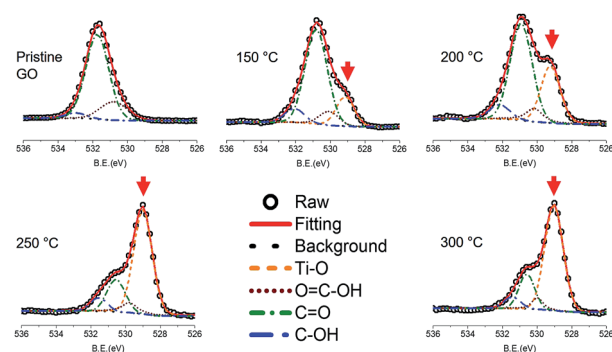 Pristine
GO
536 534 532 530 528 526
B.E.(eV)
150 °C
536 534 532 530 528 526
B.E.(eV)
200 °C
536 534 532 530 528 526
B.E.(eV)
250 °C
536 534 532 530 528 526
B.E.(eV)
Raw
Fitting
Background
Ti-O
O=C-OH
C=O
C-OH
300 °C
536 534 532 530 528 526
B.E.(eV)